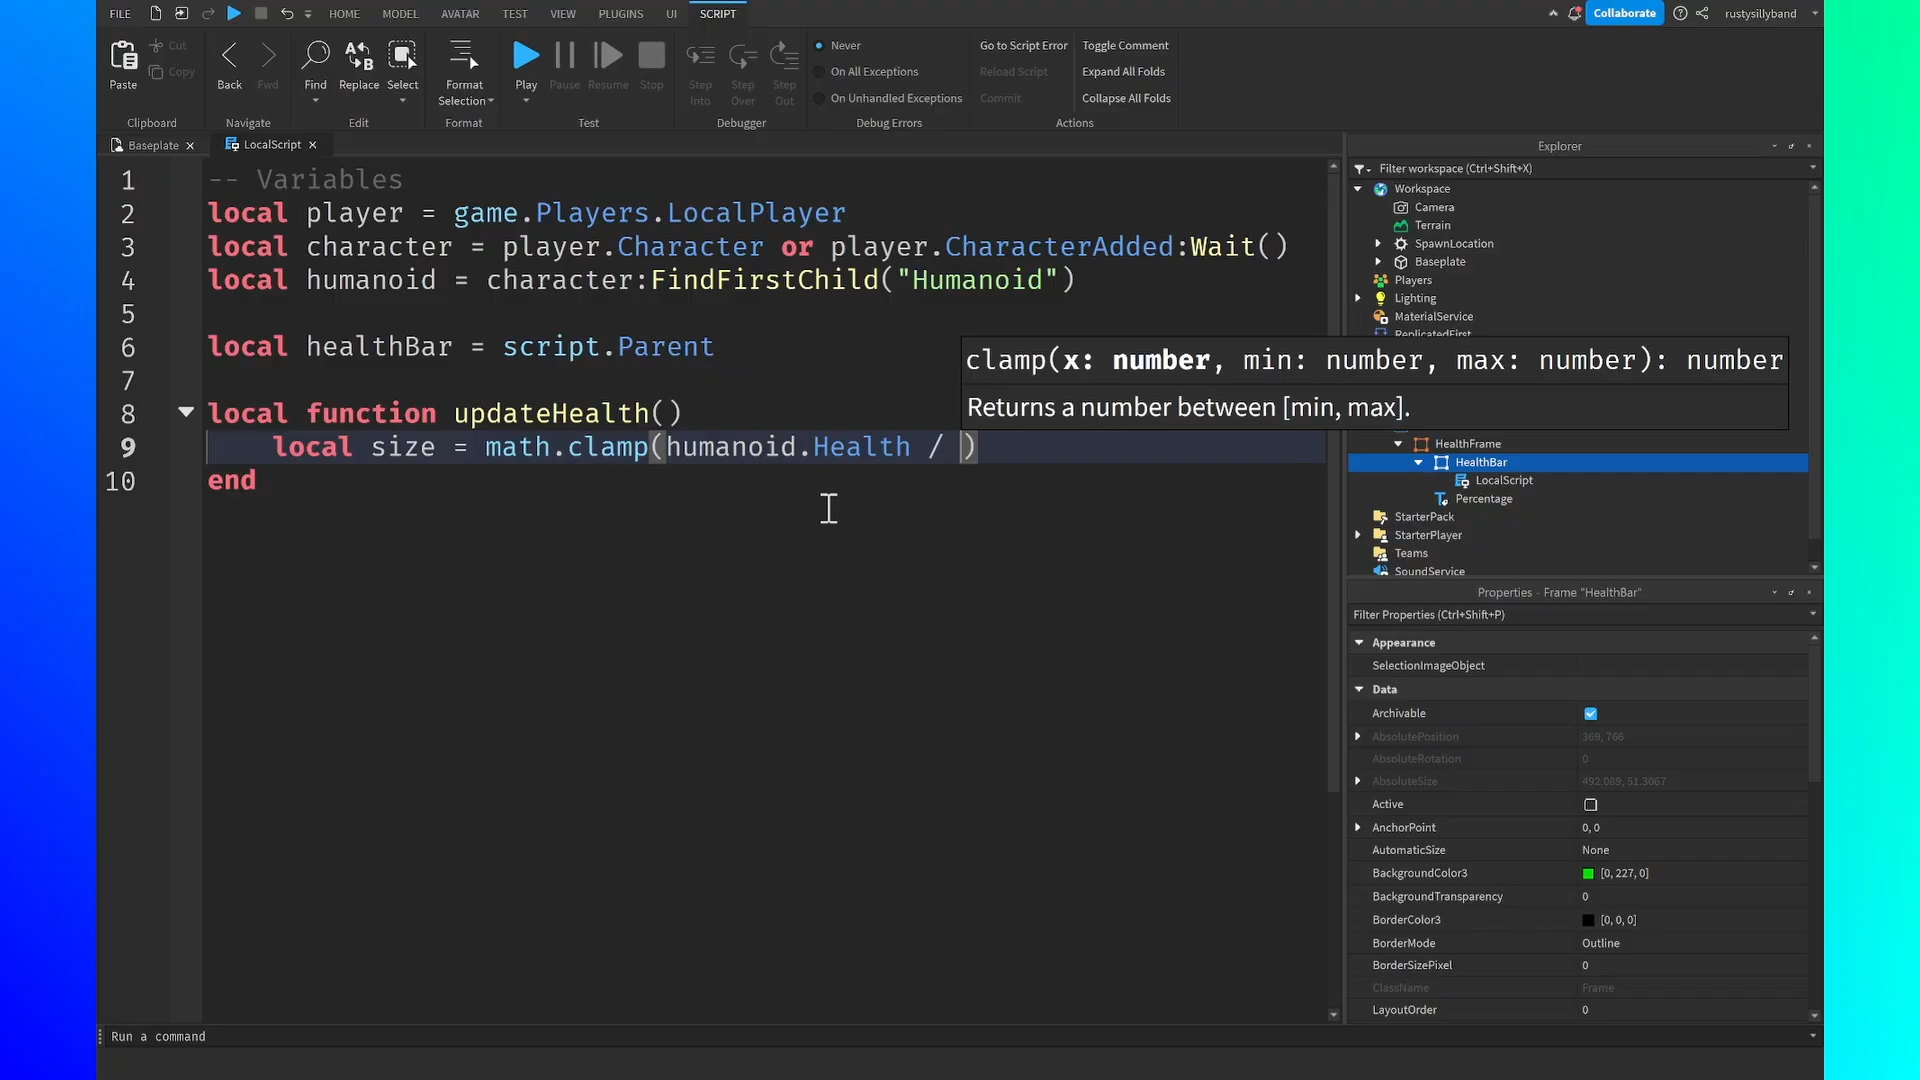 FILE HOME MODEL AVATAR TEST VIEW PLUGINS UI SCRIPT Collaborate rustysillyband
Paste Cut Copy
Clipboard
Back Fwd
Navigate
Find Replace Select
Edit
Format Selection
Format
Play Pause Resume Stop
Test
Step Into Step Over Step Out
Debugger
Never
On All Exceptions
On Unhandled Exceptions
Debug Errors
Go to Script Error Toggle Comment
Reload Script Expand All Folds
Commit Collapse All Folds
Actions
Baseplate LocalScript
1 -- Variables
2 local player = game.Players.LocalPlayer
3 local character = player.Character or player.CharacterAdded:Wait()
4 local humanoid = character:FindFirstChild("Humanoid")
5
6 local healthBar = script.Parent
7
8 local function updateHealth()
9 local size = math.clamp(humanoid.Health / )
10 end
clamp(x: number, min: number, max: number): number
Returns a number between [min, max].
Explorer
Filter workspace (Ctrl+Shift+X)
Workspace
Camera
Terrain
SpawnLocation
Baseplate
Players
Lighting
MaterialService
ReplicatedFirst
HealthFrame
HealthBar
LocalScript
Percentage
StarterPack
StarterPlayer
Teams
SoundService
Properties - Frame "HealthBar"
Filter Properties (Ctrl+Shift+P)
Appearance
SelectionImageObject
Data
Archivable
AbsolutePosition 369, 766
AbsoluteRotation 0
AbsoluteSize 492.089, 51.3067
Active
AnchorPoint 0, 0
AutomaticSize None
BackgroundColor3 [0, 227, 0]
BackgroundTransparency 0
BorderColor3 [0, 0, 0]
BorderMode Outline
BorderSizePixel 0
ClassName Frame
LayoutOrder 0
Run a command